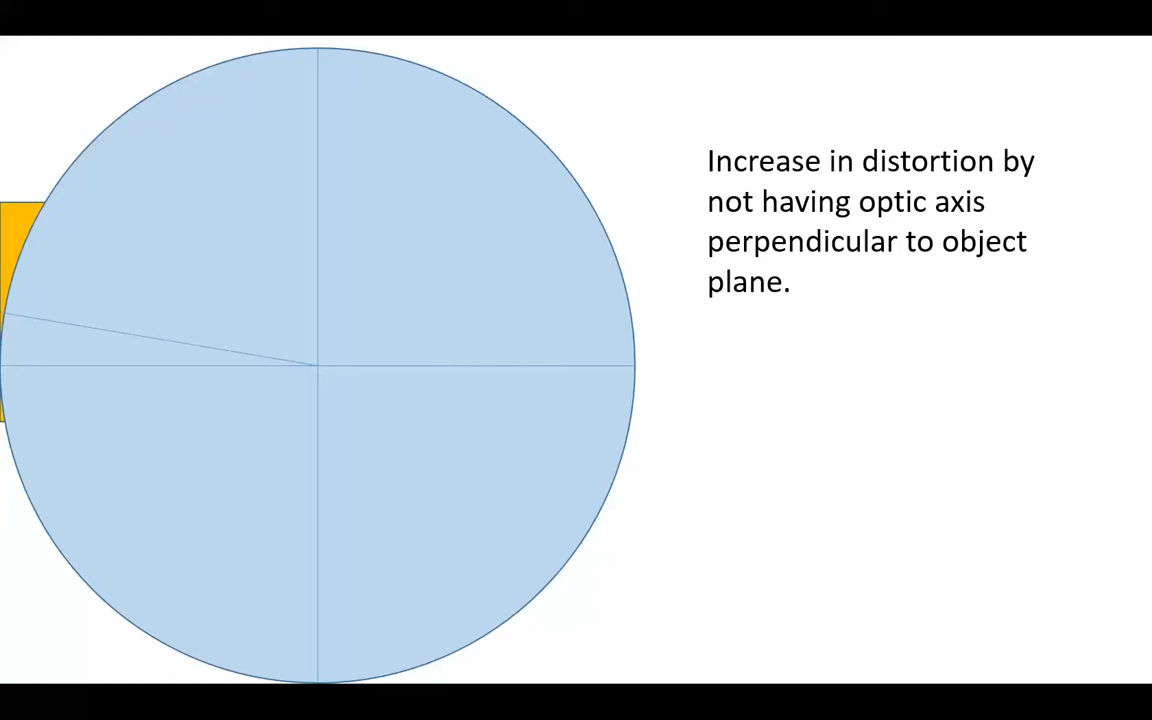 Increase in distortion by
not having optic axis
perpendicular to object
plane.